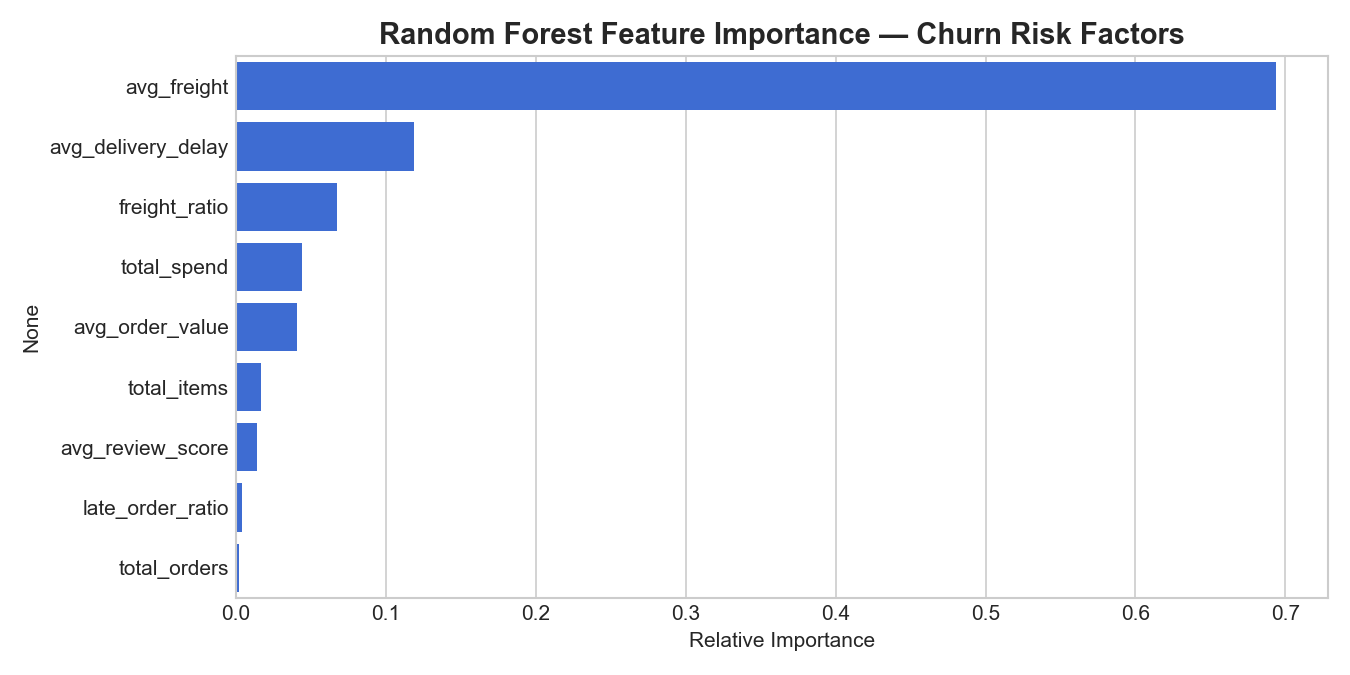 Random Forest Feature Importance — Churn Risk Factors
avg_freight
avg_delivery_delay
freight_ratio
total_spend
avg_order_value
total_items
avg_review_score
late_order_ratio
total_orders
None
0.0 0.1 0.2 0.3 0.4 0.5 0.6 0.7
Relative Importance